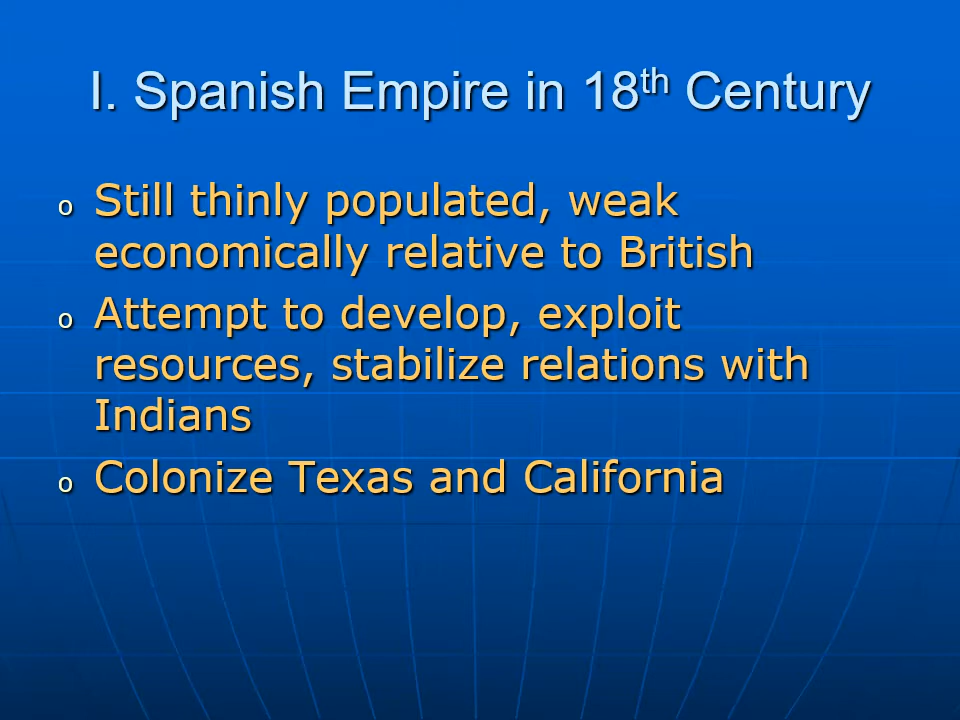 I. Spanish Empire in 18th Century
o Still thinly populated, weak
economically relative to British
o Attempt to develop, exploit
resources, stabilize relations with
Indians
o Colonize Texas and California